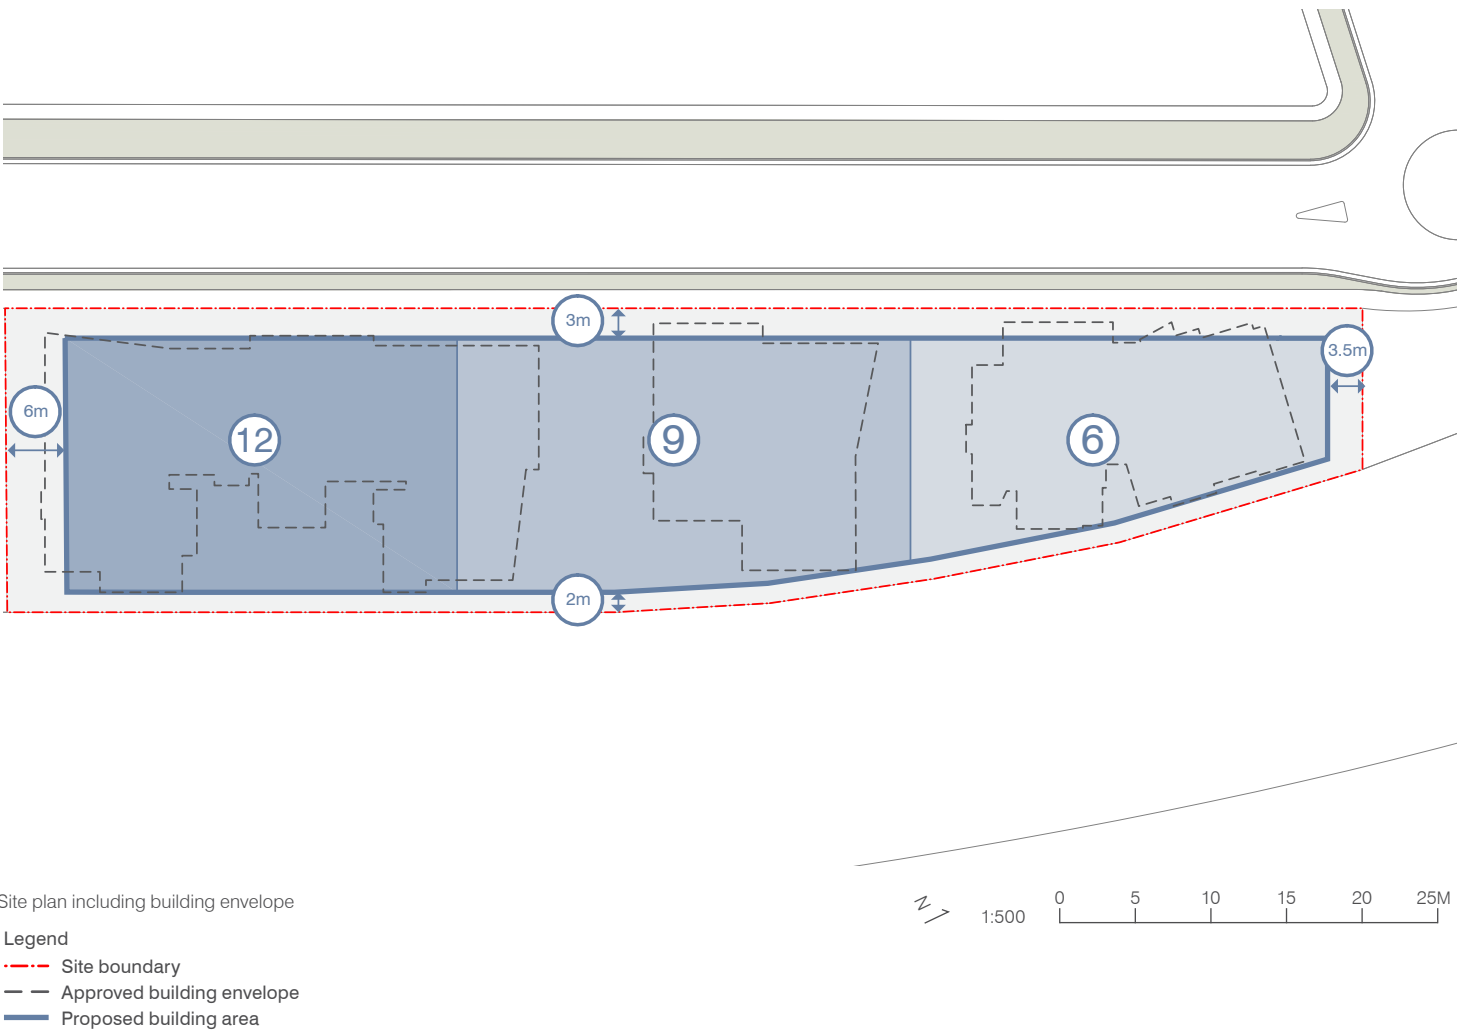 3m
3.5m
6m
12
9
6
2m
Site plan including building envelope
N
1:500
0 5 10 15 20 25M
Legend
Site boundary
Approved building envelope
Proposed building area